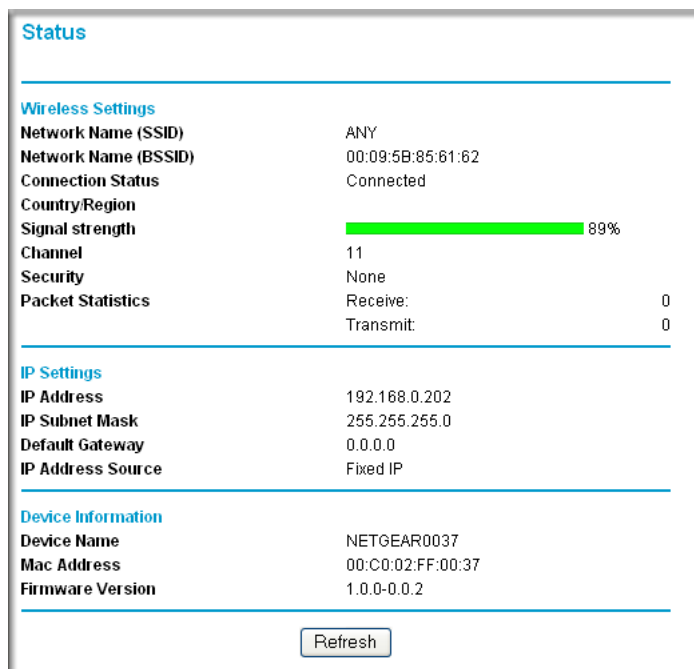 Status
Wireless Settings
Network Name (SSID) ANY
Network Name (BSSID) 00:09:5B:85:61:62
Connection Status Connected
Country/Region
Signal strength 89%
Channel 11
Security None
Packet Statistics Receive: 0
Transmit: 0
IP Settings
IP Address 192.168.0.202
IP Subnet Mask 255.255.255.0
Default Gateway 0.0.0.0
IP Address Source Fixed IP
Device Information
Device Name NETGEAR0037
Mac Address 00:C0:02:FF:00:37
Firmware Version 1.0.0-0.0.2
Refresh